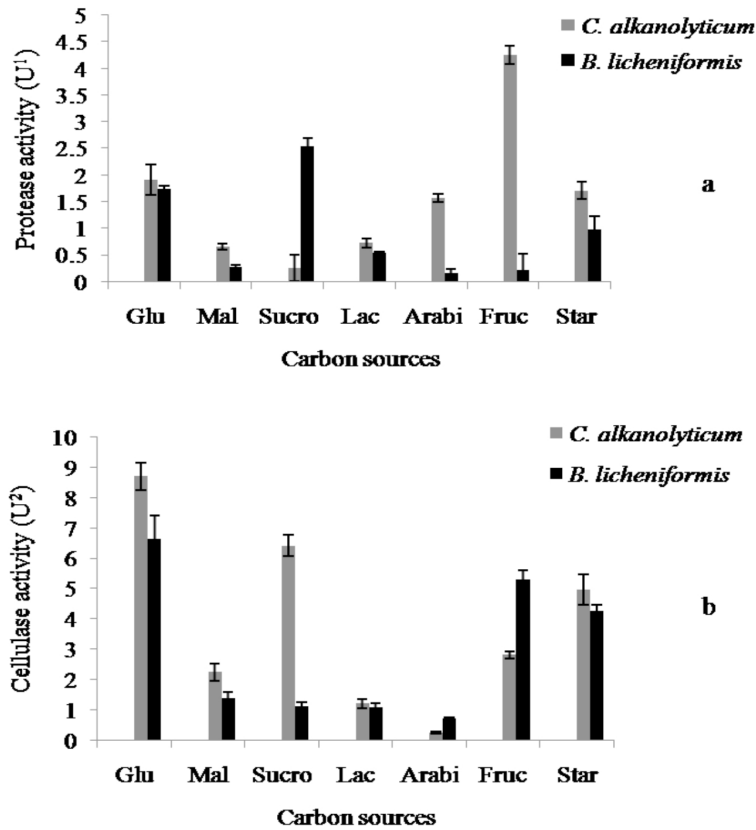 5
4.5
4
3.5
3
2.5
2
1.5
1
0.5
0
Protease activity (U¹)
C. alkanolyticum
B. licheniformis
a
Glu Mal Sucro Lac Arabi Fruc Star
Carbon sources
10
9
8
7
6
5
4
3
2
1
0
Cellulase activity (U²)
C. alkanolyticum
B. licheniformis
b
Glu Mal Sucro Lac Arabi Fruc Star
Carbon sources